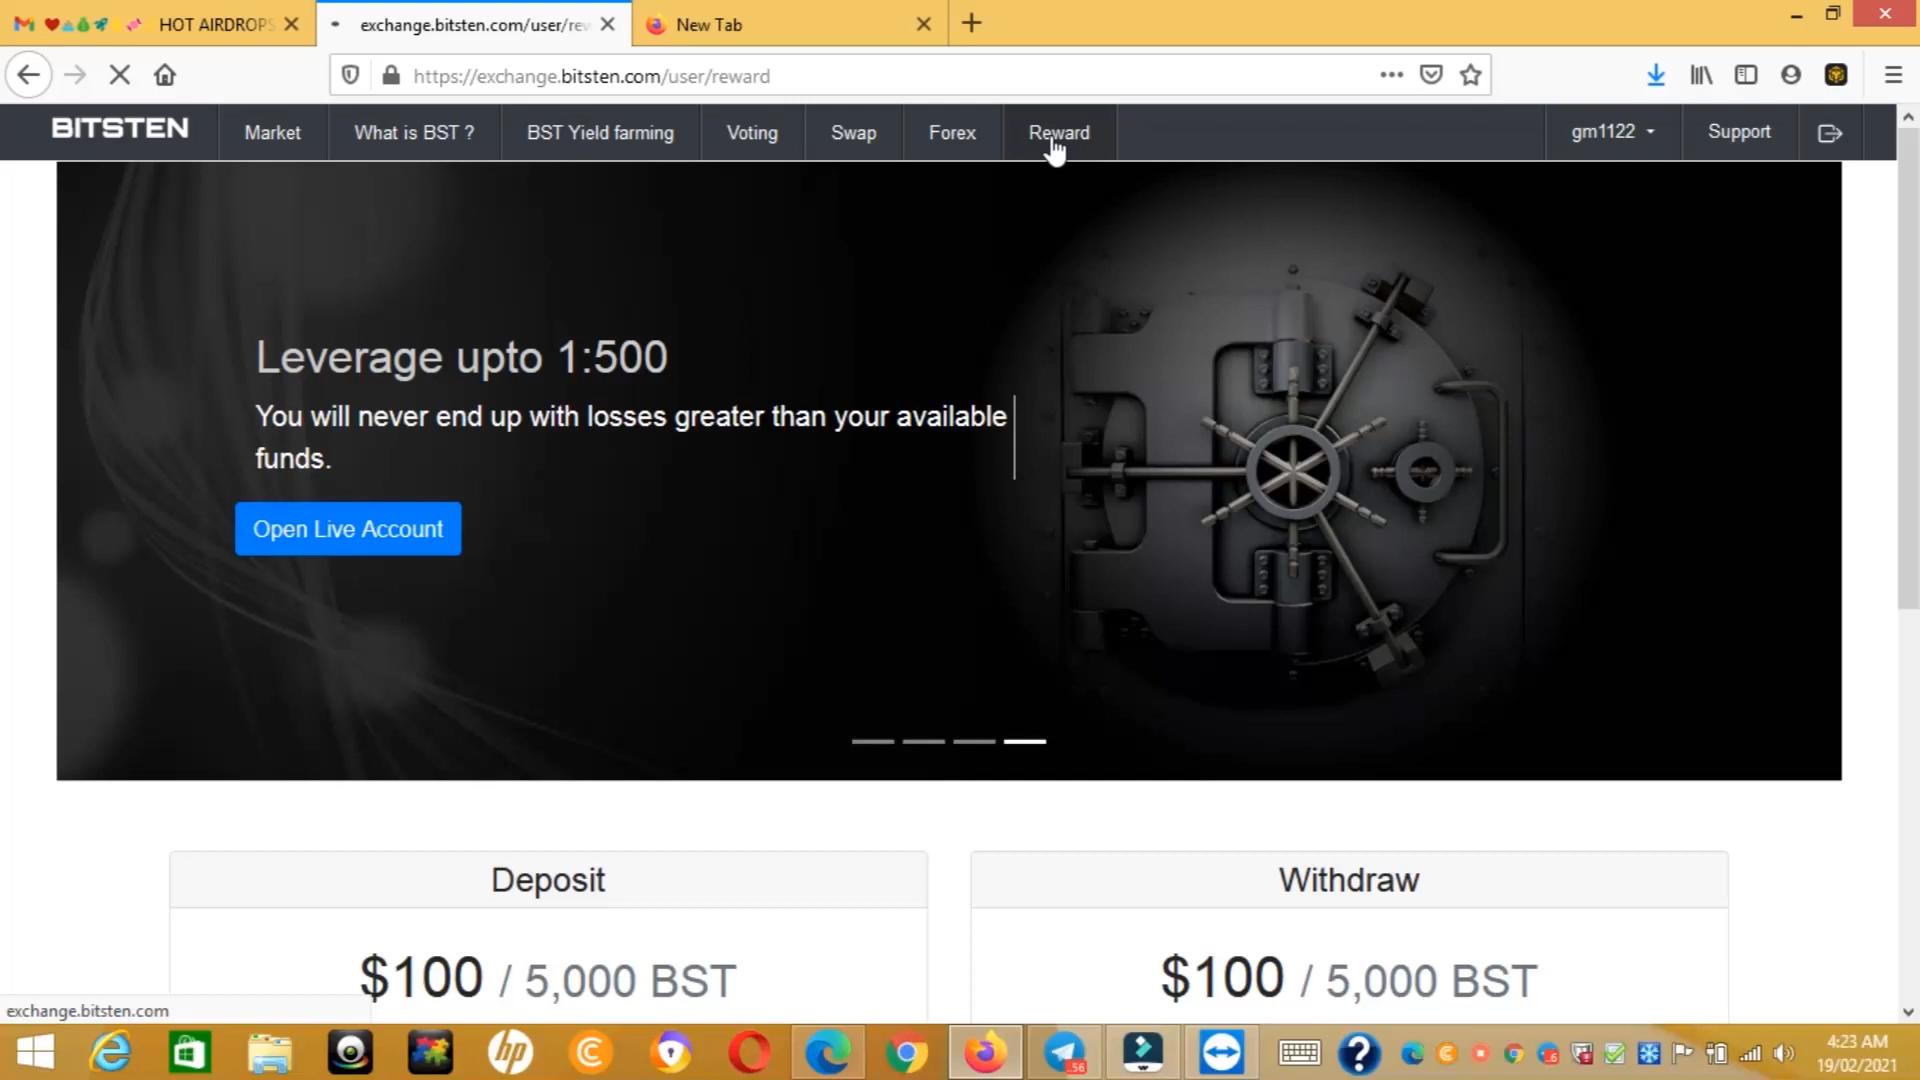 HOT AIRDROPS
exchange.bitsten.com/user/rew
New Tab
https://exchange.bitsten.com/user/reward
BITSTEN
Market
What is BST ?
BST Yield farming
Voting
Swap
Forex
Reward
gm1122
Support
Leverage upto 1:500
You will never end up with losses greater than your available
funds.
Open Live Account
Deposit
Withdraw
$100 / 5,000 BST
$100 / 5,000 BST
exchange.bitsten.com
4:23 AM
19/02/2021